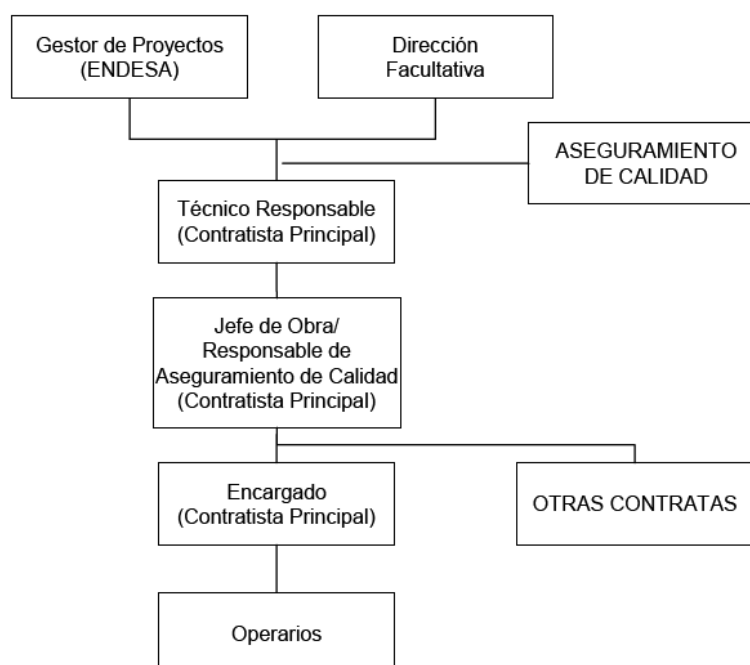 Gestor de Proyectos
(ENDESA)
Dirección
Facultativa
ASEGURAMIENTO
DE CALIDAD
Técnico Responsable
(Contratista Principal)
Jefe de Obra/
Responsable de
Aseguramiento de Calidad
(Contratista Principal)
Encargado
(Contratista Principal)
OTRAS CONTRATAS
Operarios